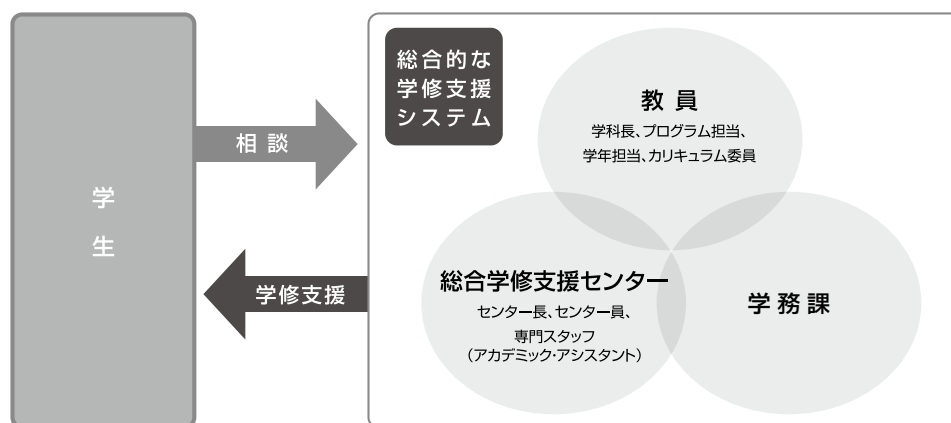 学生
相談
学修支援
総合的な
学修支援
システム
教員
学科長、プログラム担当、
学年担当、カリキュラム委員
総合学修支援センター
センター長、センター員、
専門スタッフ
（アカデミック・アシスタント）
学務課